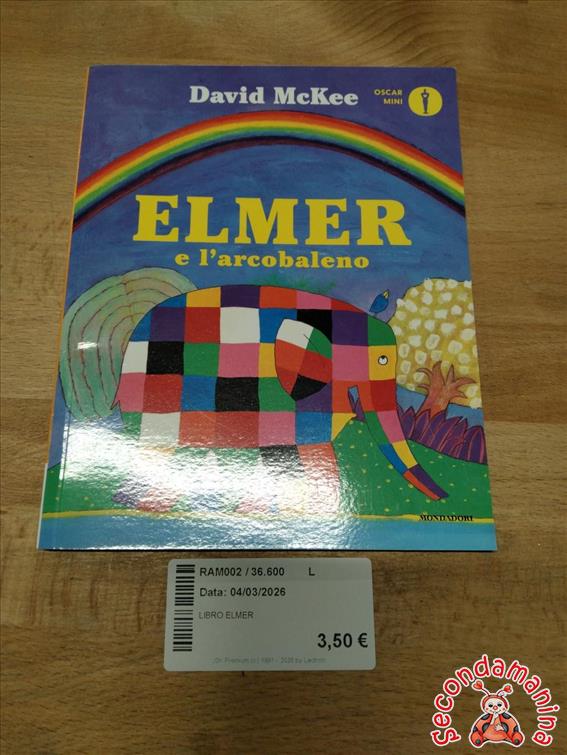 David McKee
OSCAR
MINI
ELMER
e l'arcobaleno
MONDADORI
RAM002 / 36.600 L
Data: 04/03/2026
LIBRO ELMER
3,50 €
secondamanina